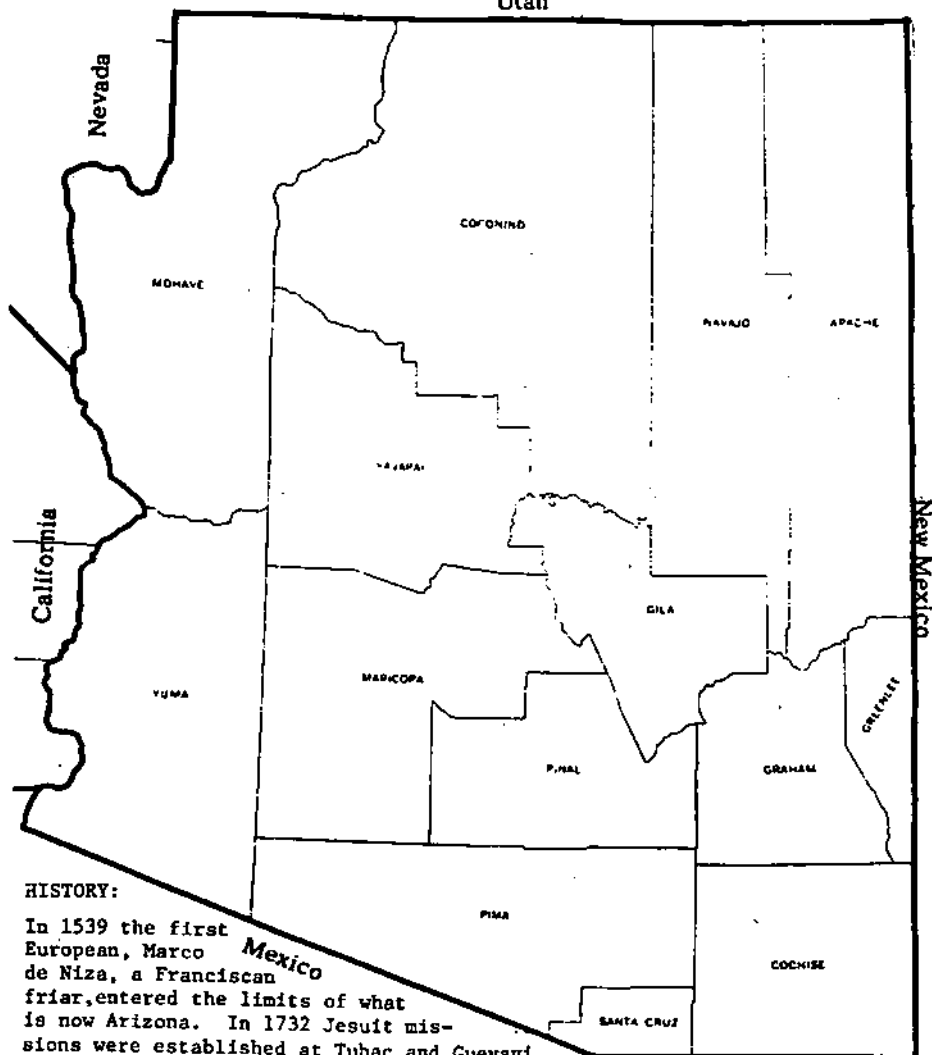 Utah
Nevada
COCONINO
MOHAVE
NAVAJO
APACHE
YAVAPAI
New Mexico
California
GILA
MARICOPA
YUMA
GREENLEE
PINAL
GRAHAM
HISTORY:
PIMA
In 1539 the first
European, Marco
Mexico
de Niza, a Franciscan
COCHISE
friar,entered the limits of what
is now Arizona. In 1732 Jesuit mis-
SANTA CRUZ
sions were established at Tubac and Guevavi